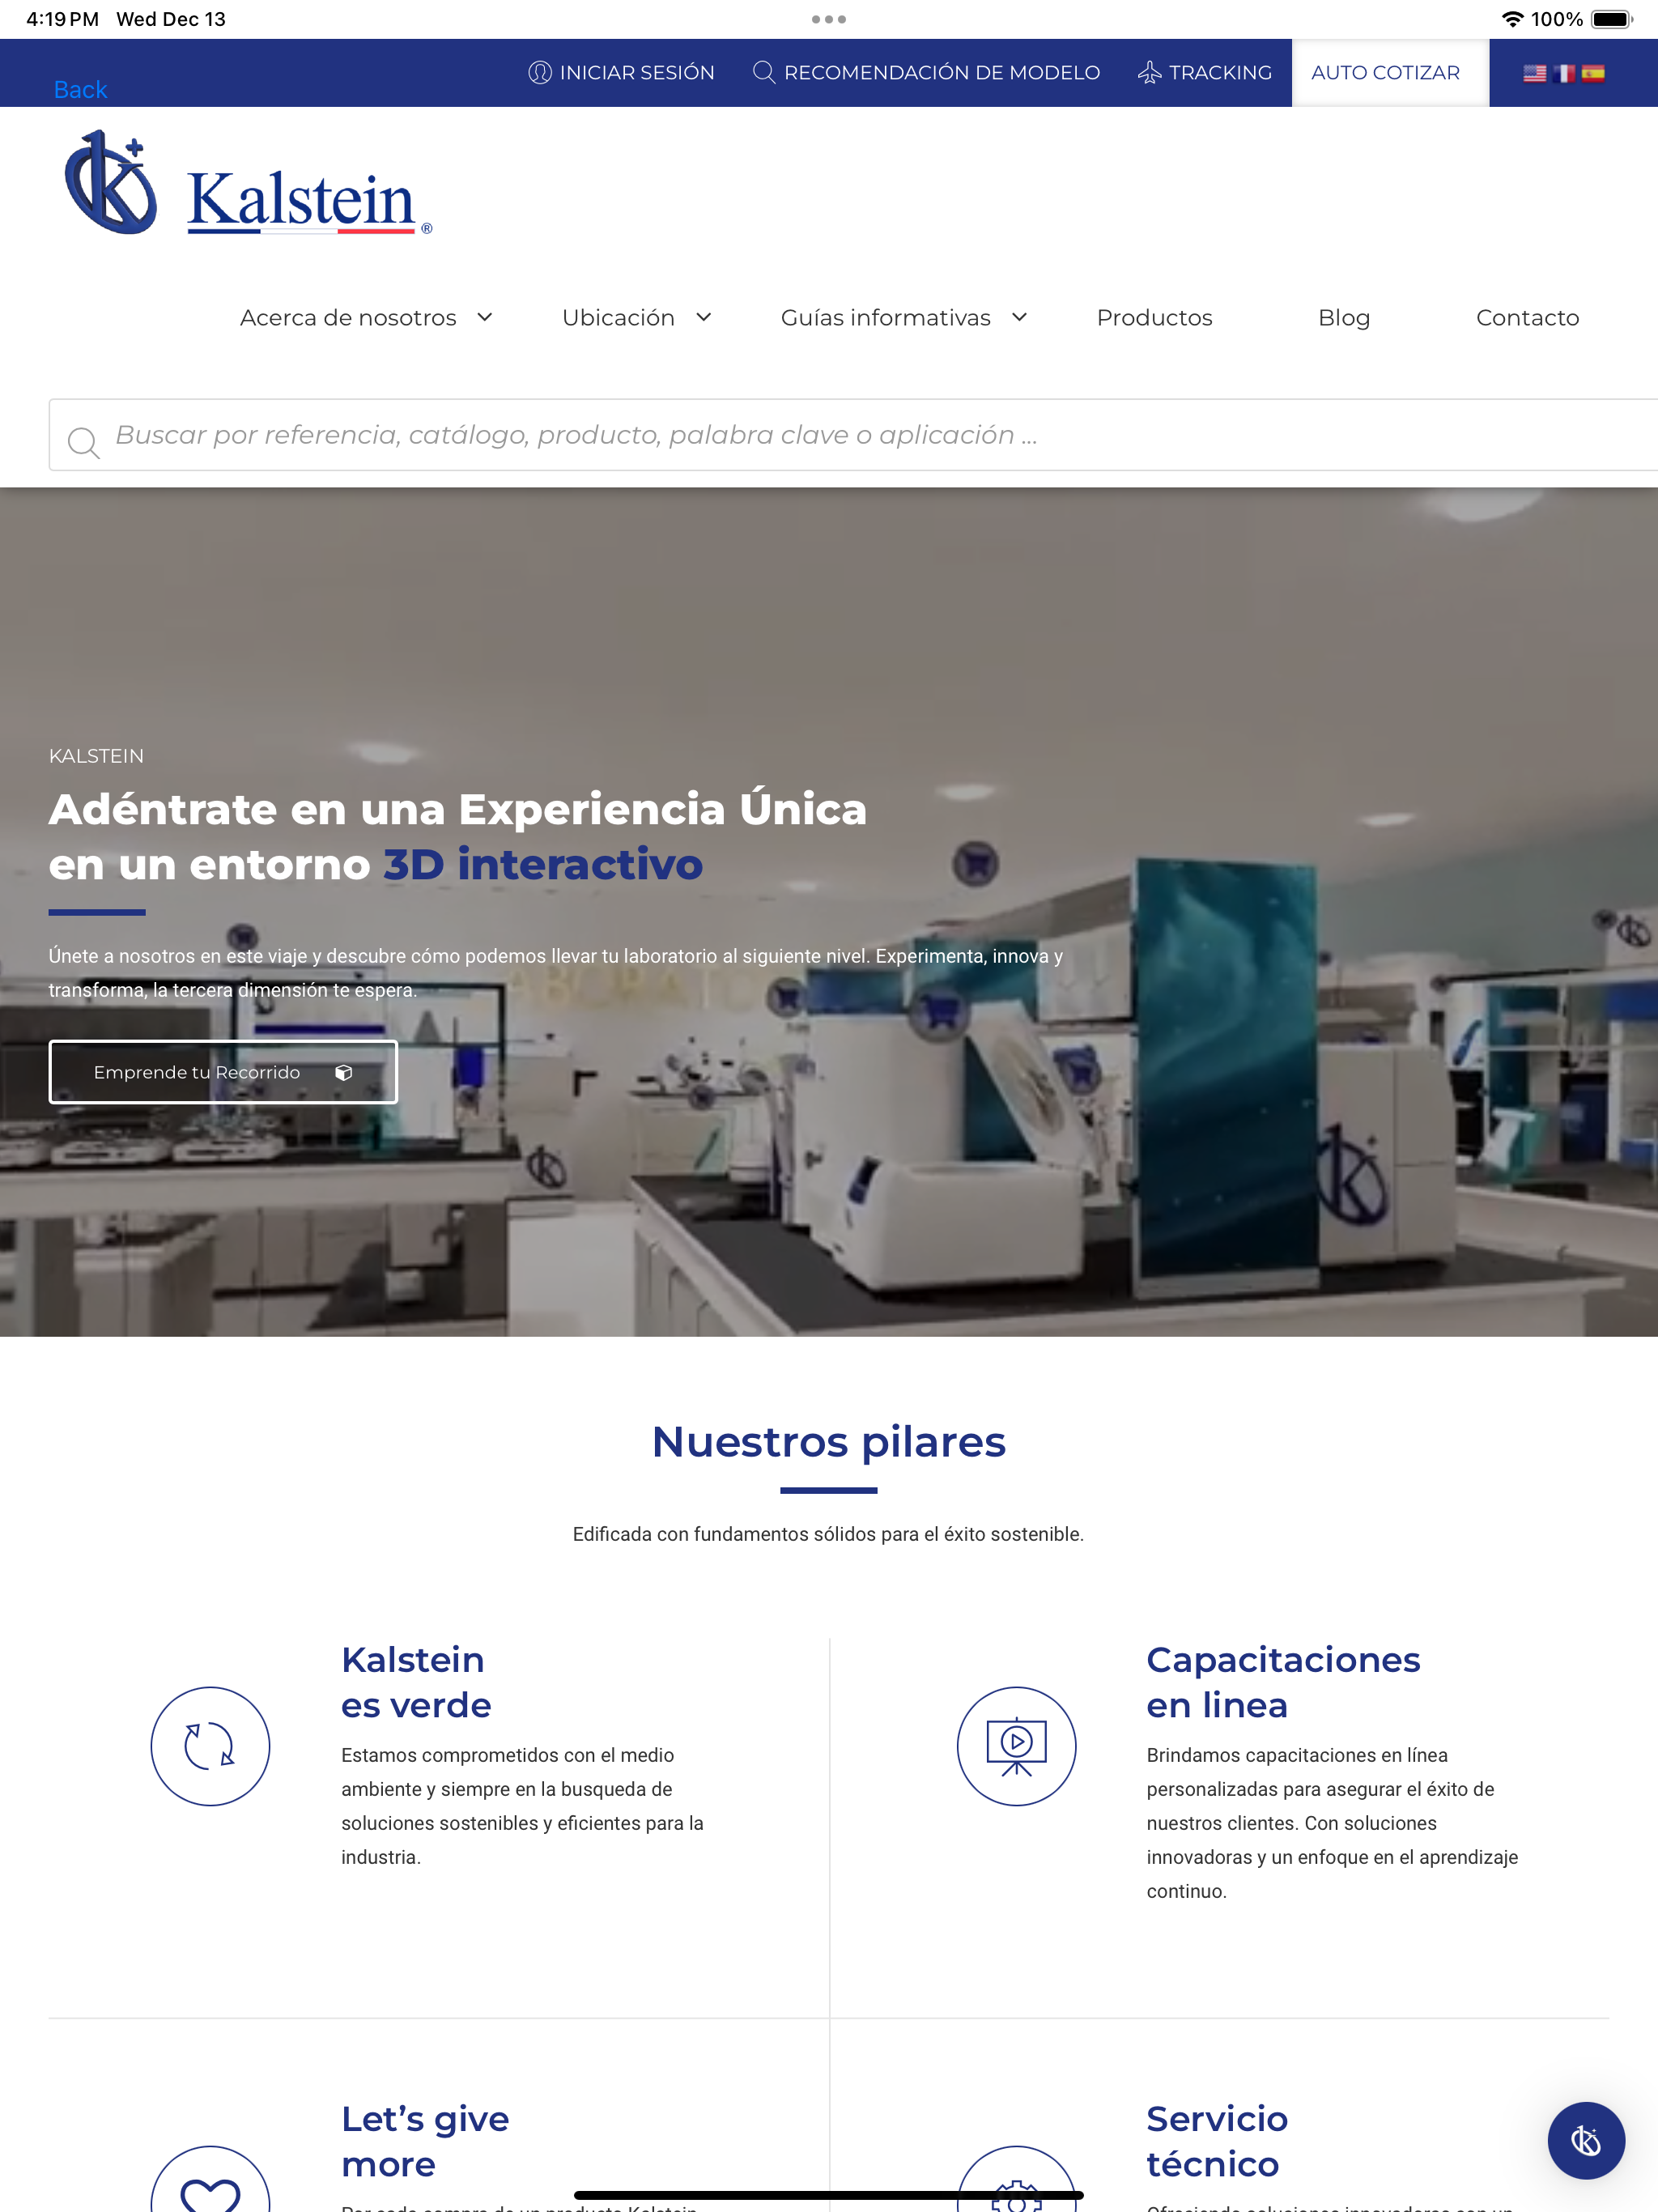 4:19 PM Wed Dec 13
100%
Back
INICIAR SESIÓN
RECOMENDACIÓN DE MODELO
TRACKING
AUTO COTIZAR
Kalstein ®
Acerca de nosotros
Ubicación
Guías informativas
Productos
Blog
Contacto
Buscar por referencia, catálogo, producto, palabra clave o aplicación ...
KALSTEIN
Adéntrate en una Experiencia Única
en un entorno 3D interactivo
Únete a nosotros en este viaje y descubre cómo podemos llevar tu laboratorio al siguiente nivel. Experimenta, innova y
transforma, la tercera dimensión te espera.
Emprende tu Recorrido
Nuestros pilares
Edificada con fundamentos sólidos para el éxito sostenible.
Kalstein
es verde
Estamos comprometidos con el medio
ambiente y siempre en la busqueda de
soluciones sostenibles y eficientes para la
industria.
Capacitaciones
en linea
Brindamos capacitaciones en línea
personalizadas para asegurar el éxito de
nuestros clientes. Con soluciones
innovadoras y un enfoque en el aprendizaje
continuo.
Let’s give
more
Servicio
técnico